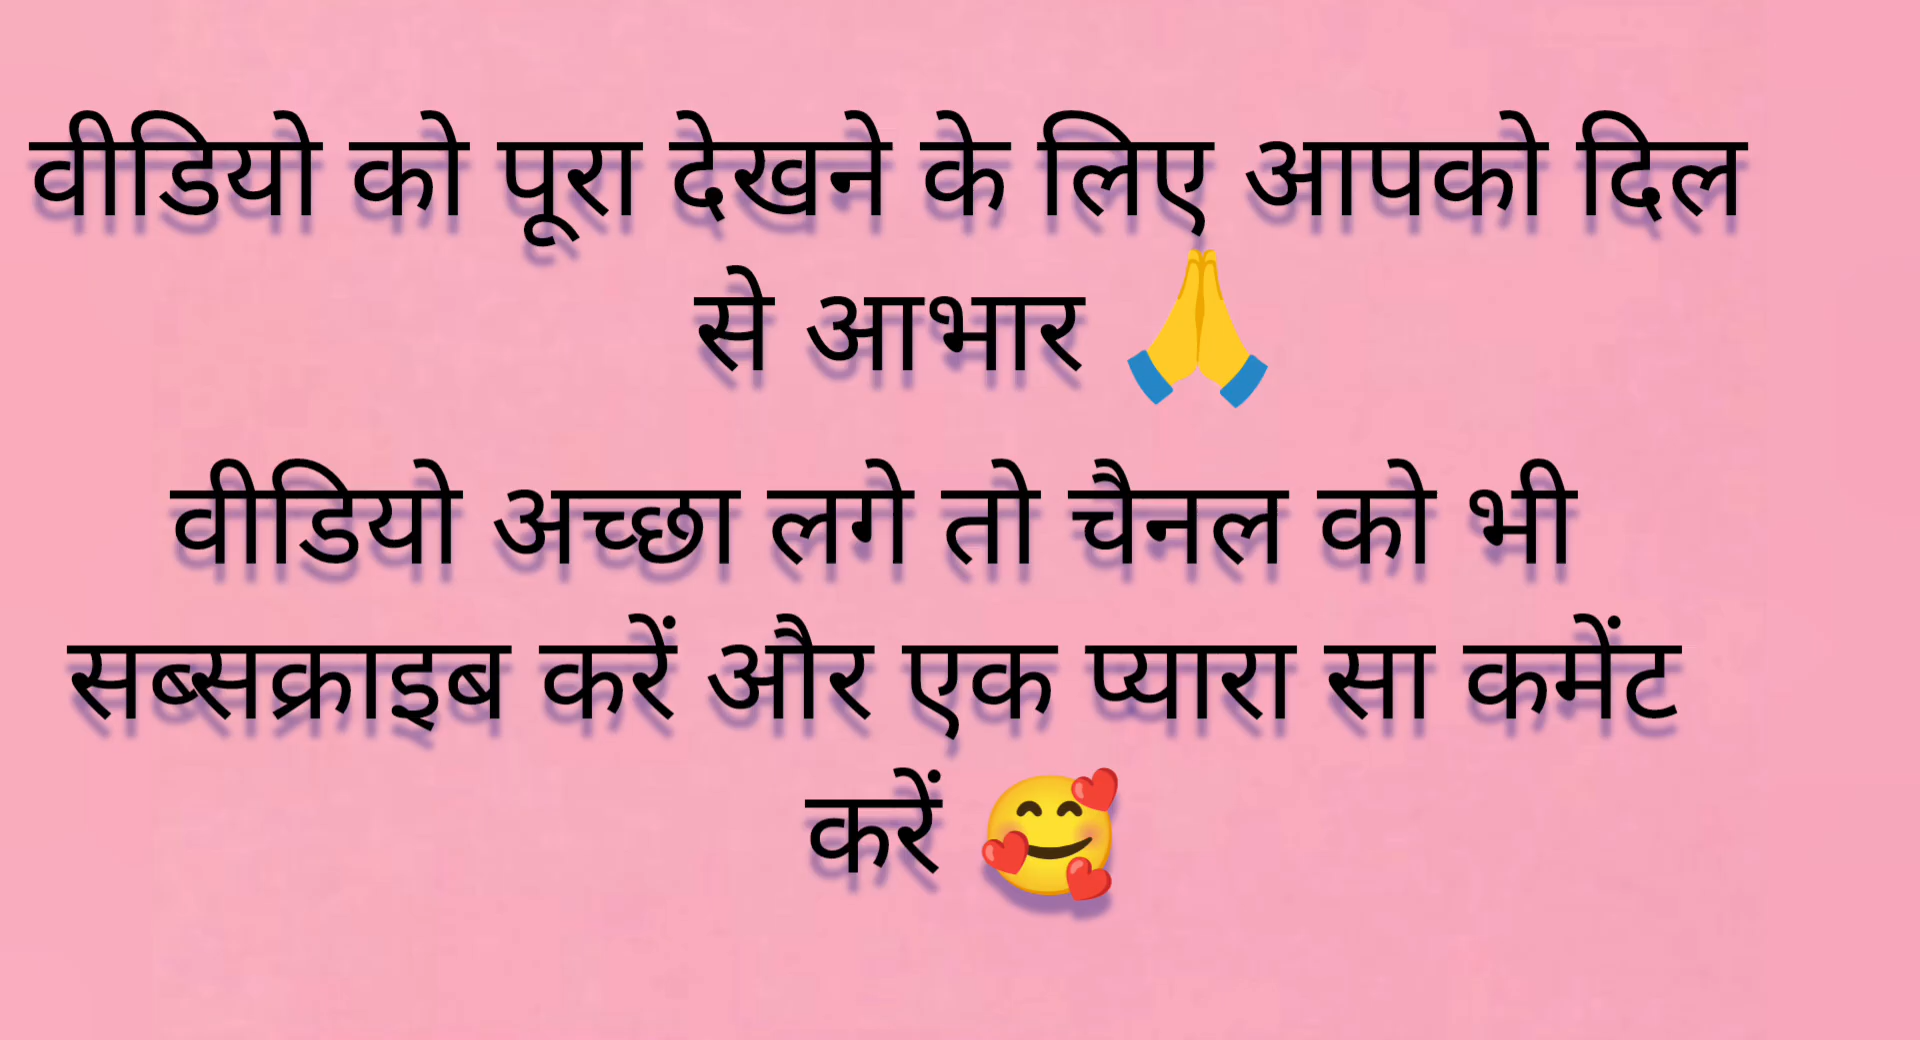 वीडियो को पूरा देखने के लिए आपको दिल
से आभार 🙏
वीडियो अच्छा लगे तो चैनल को भी
सब्सक्राइब करें और एक प्यारा सा कमेंट
करें 🥰